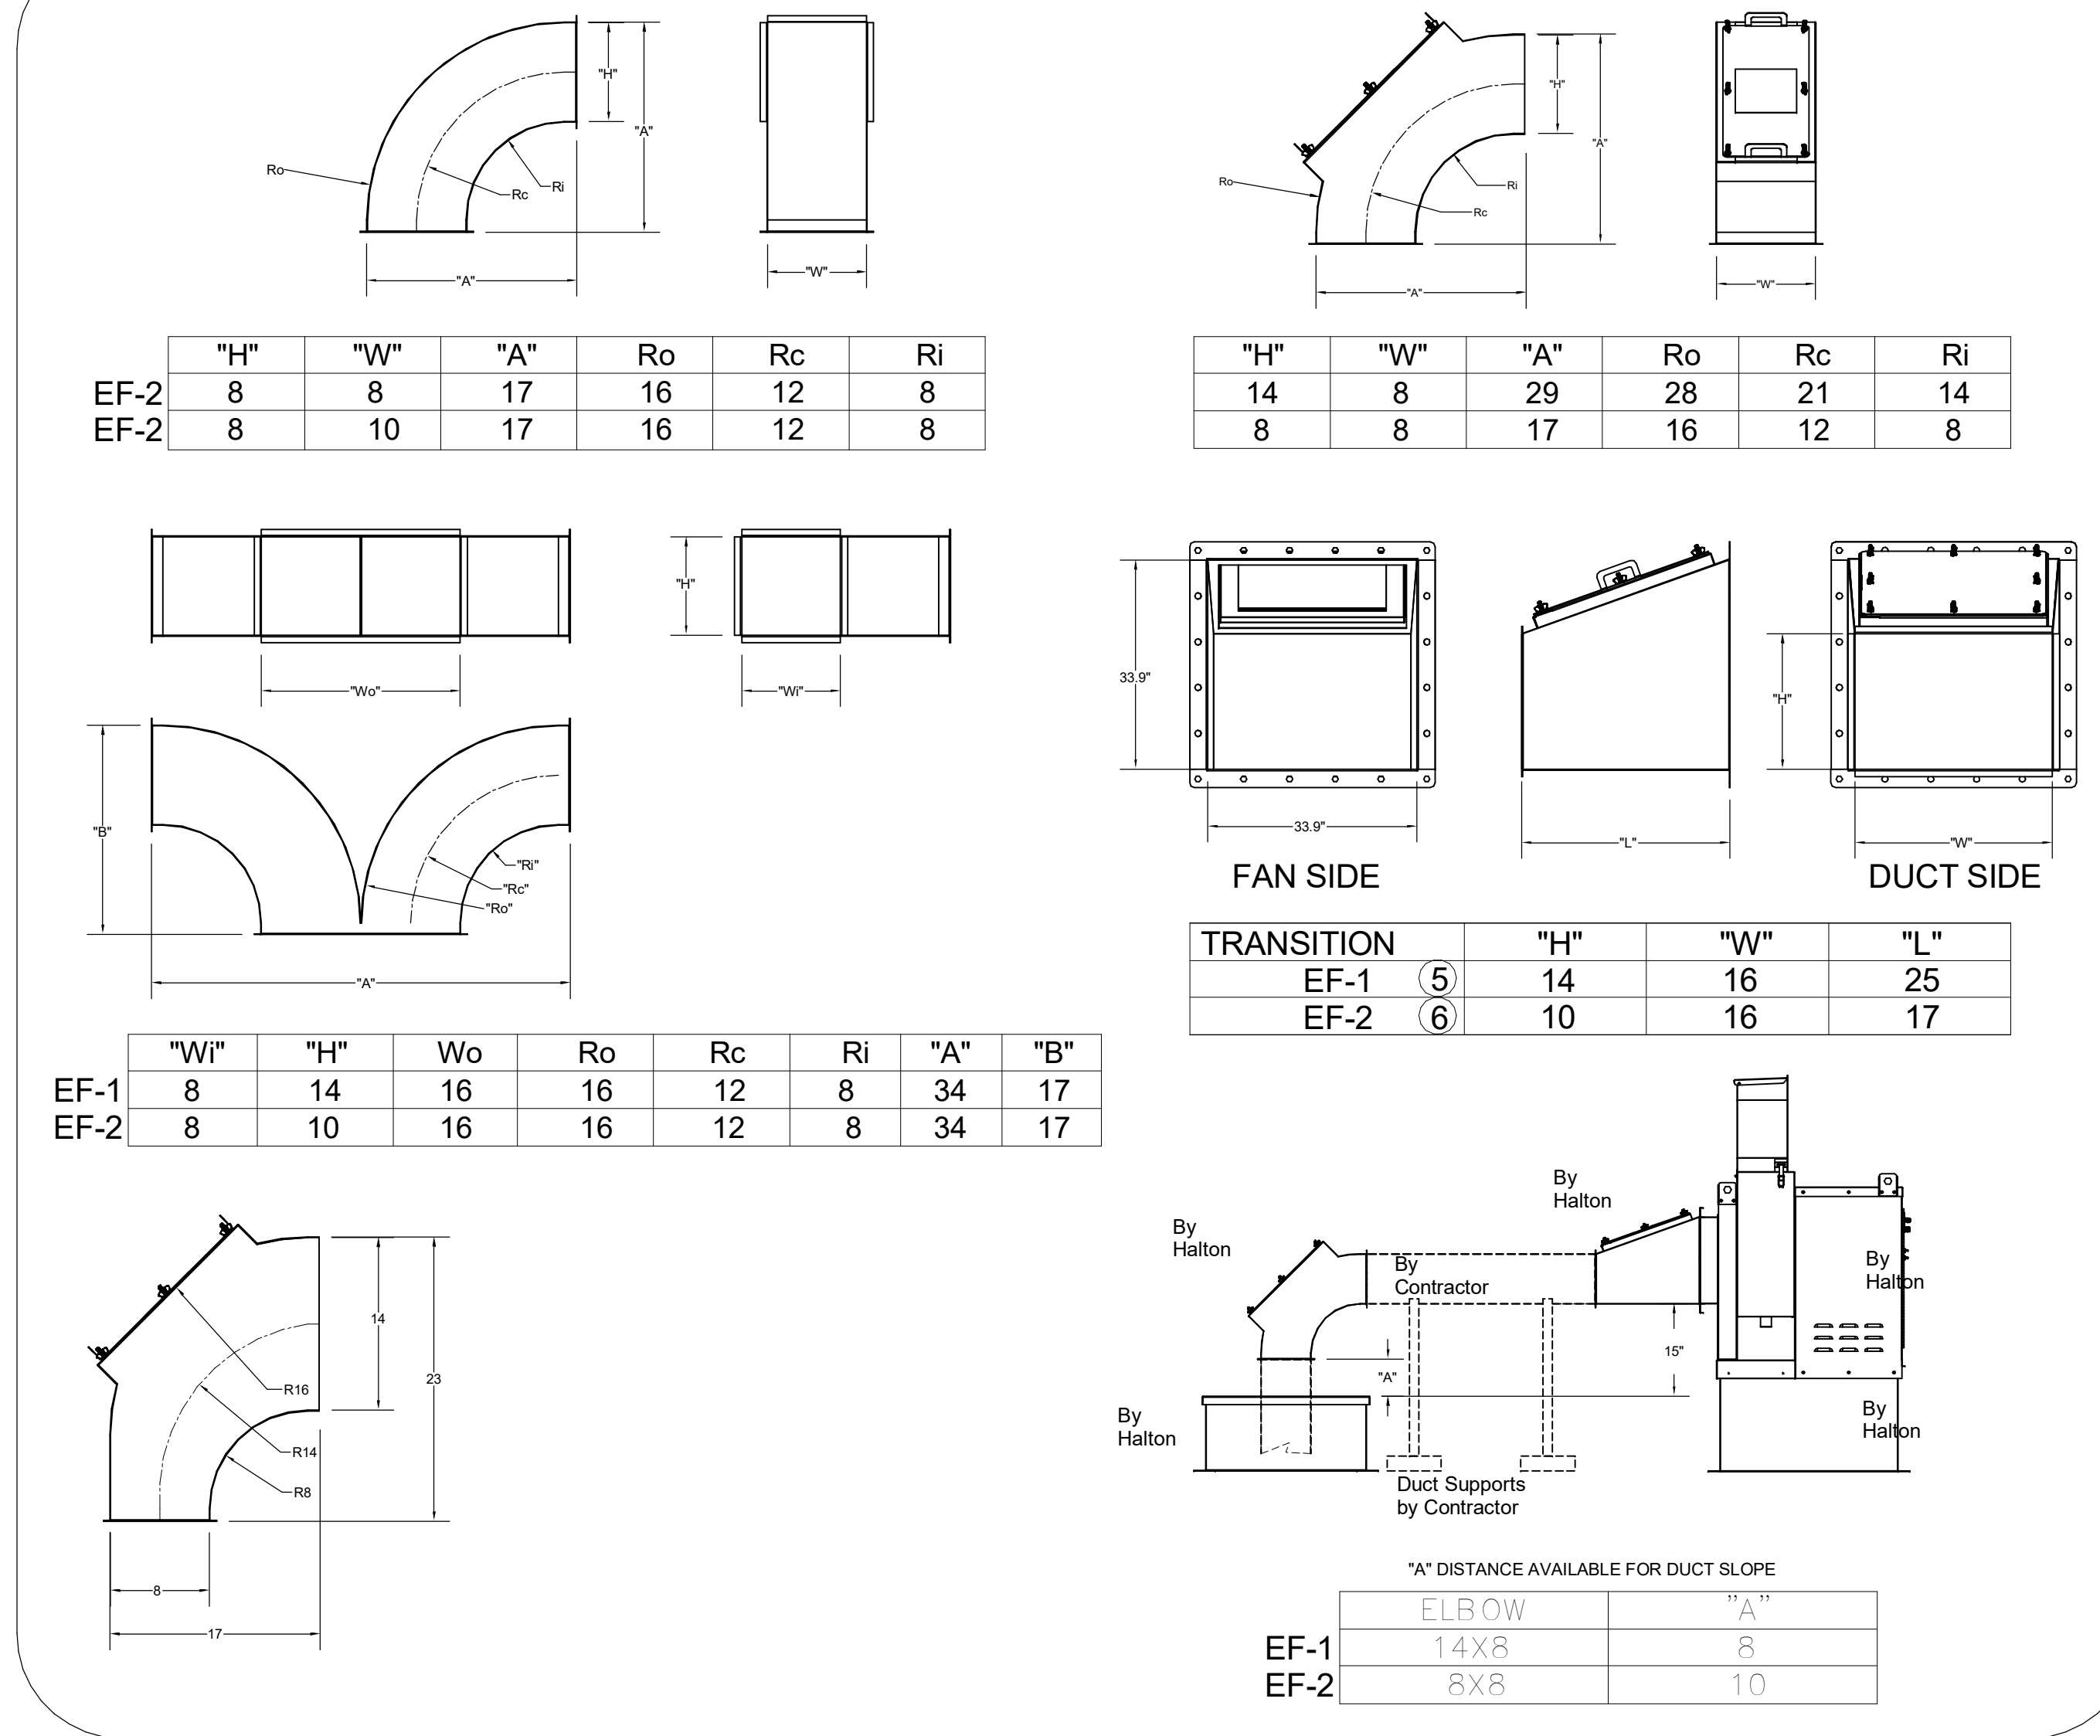 "H"
"A"
Ro
Rc
Ri
"A"
"W"
"H" "W" "A" Ro Rc Ri
EF-2 8 8 17 16 12 8
EF-2 8 10 17 16 12 8
"H"
"A"
Ro
Ri
Rc
"A"
"W"
"H" "W" "A" Ro Rc Ri
14 8 29 28 21 14
8 8 17 16 12 8
"H"
"Wo"
"Wi"
"B"
"Ri"
"Rc"
"Ro"
"A"
"Wi" "H" Wo Ro Rc Ri "A" "B"
EF-1 8 14 16 16 12 8 34 17
EF-2 8 10 16 16 12 8 34 17
33.9"
33.9"
"L"
"H"
"W"
FAN SIDE
DUCT SIDE
TRANSITION "H" "W" "L"
EF-1 5 14 16 25
EF-2 6 10 16 17
14
23
R16
R14
R8
8
17
By
Halton
By
Halton
By
Contractor
By
Halton
15"
"A"
By
Halton
By
Halton
Duct Supports
by Contractor
"A" DISTANCE AVAILABLE FOR DUCT SLOPE
ELBOW "A"
EF-1 14X8 8
EF-2 8X8 10